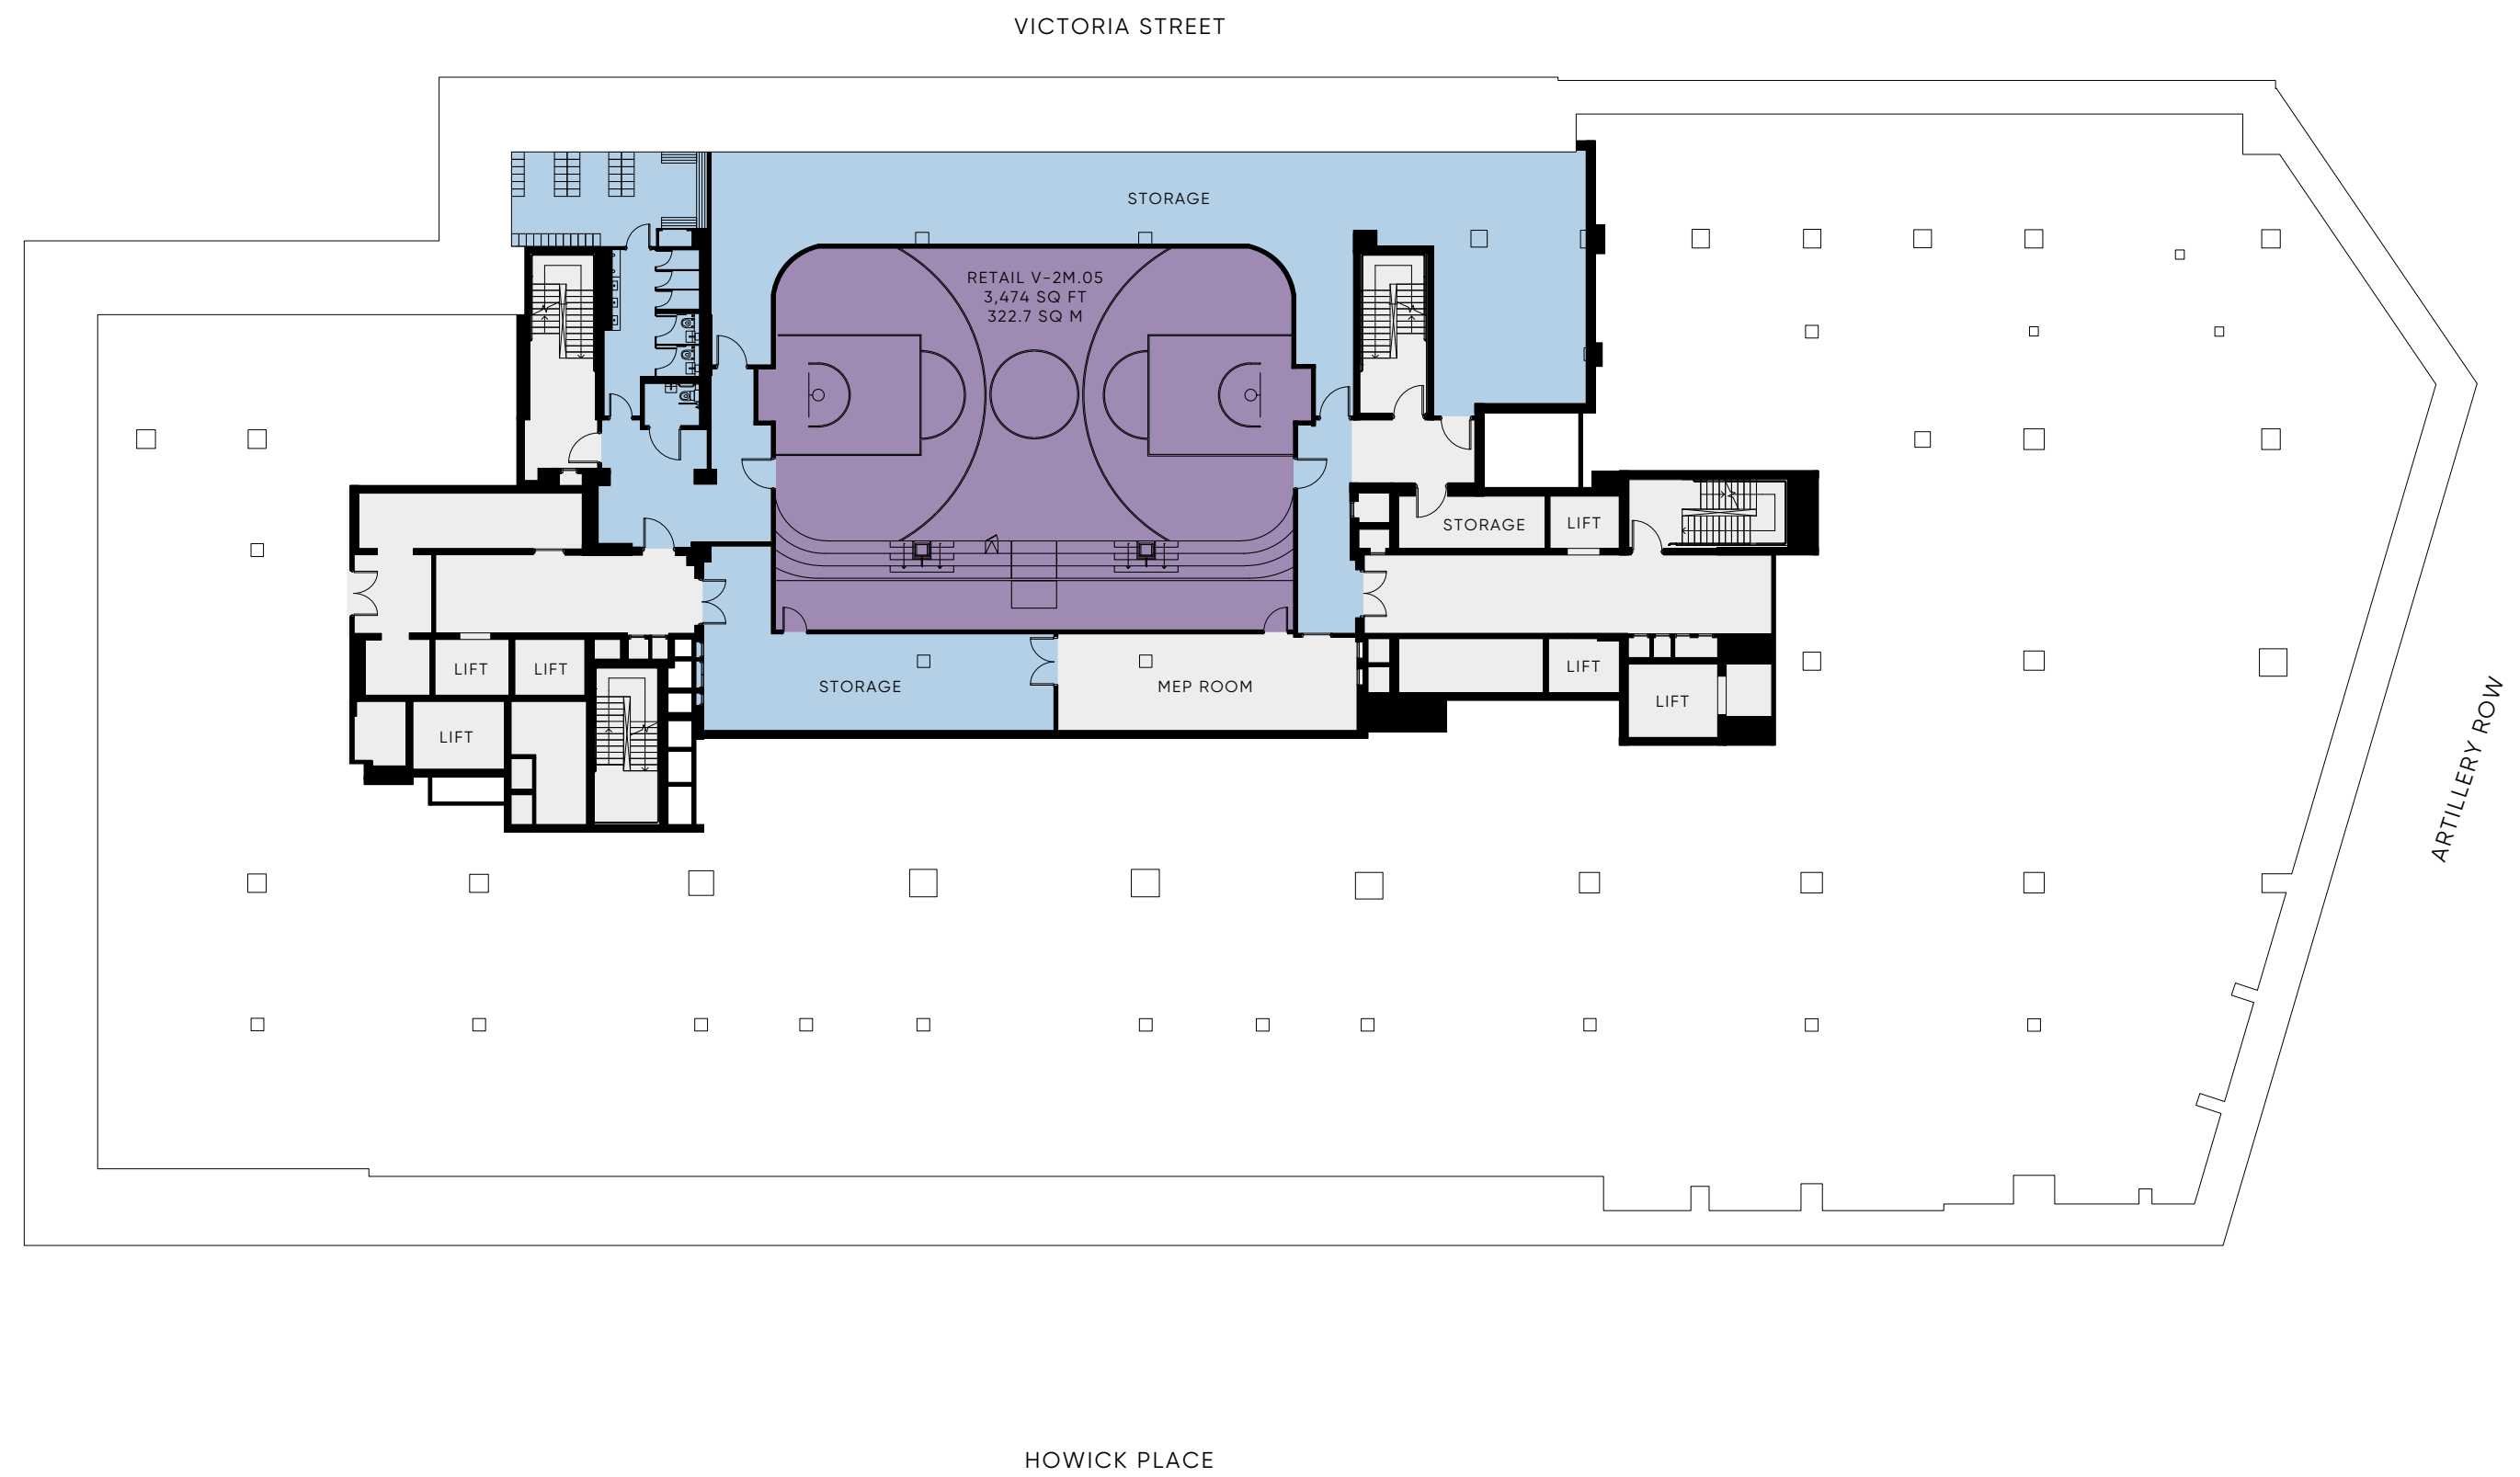 VICTORIA STREET
STORAGE
RETAIL V-2M.05
3,474 SQ FT
322.7 SQ M
STORAGE
LIFT
LIFT
LIFT
LIFT
STORAGE
MEP ROOM
LIFT
LIFT
ARTILLERY ROW
HOWICK PLACE